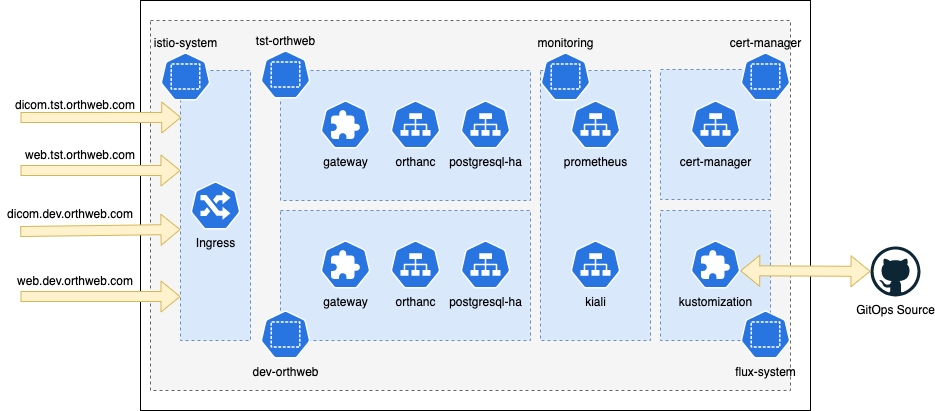 istio-system
tst-orthweb
monitoring
cert-manager
dicom.tst.orthweb.com
web.tst.orthweb.com
dicom.dev.orthweb.com
web.dev.orthweb.com
Ingress
gateway
orthanc
postgresql-ha
prometheus
cert-manager
gateway
orthanc
postgresql-ha
kiali
kustomization
GitOps Source
dev-orthweb
flux-system